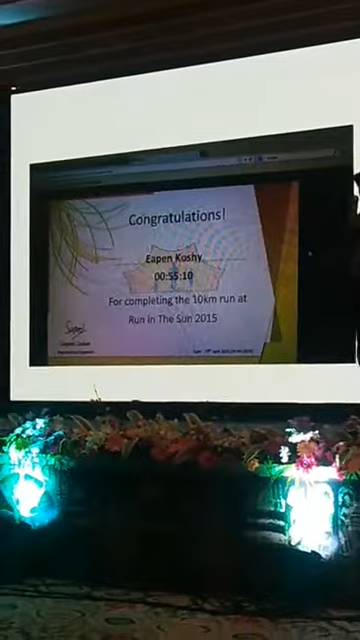 Congratulations!
Eapen Koshy
00:55:10
For completing the 10km run at
Run in The Sun 2015